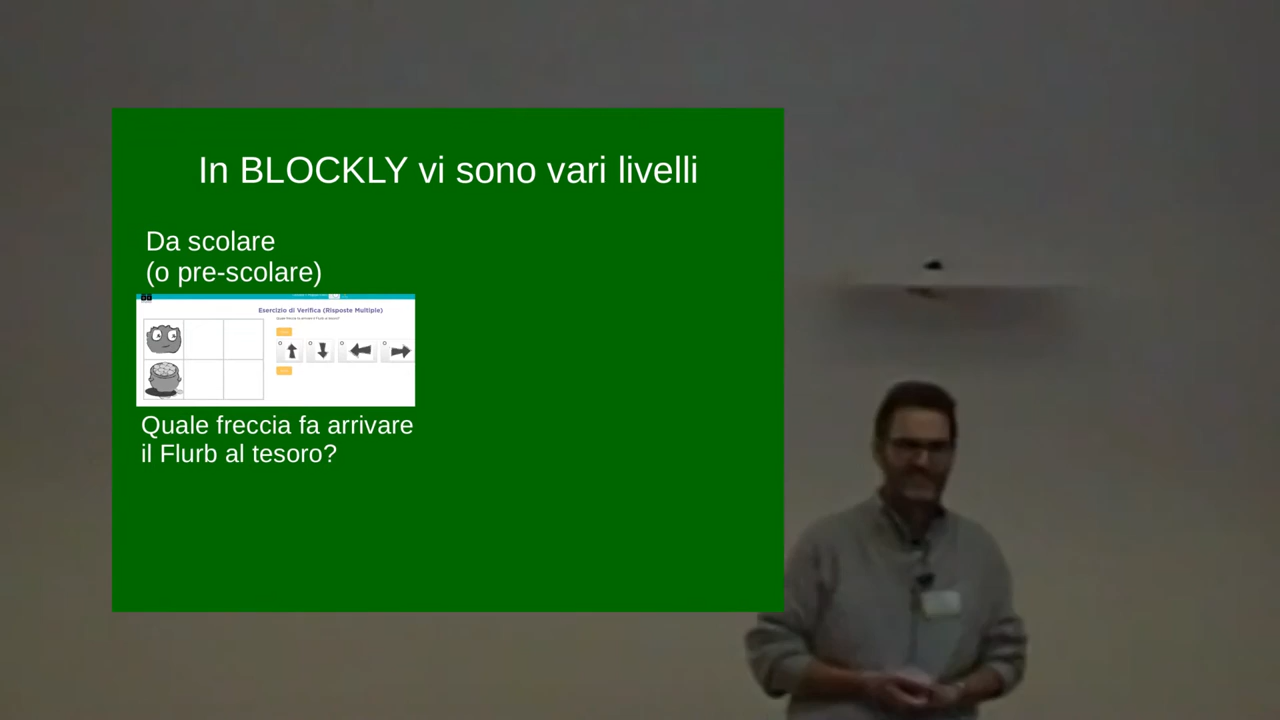 In BLOCKLY vi sono vari livelli
Da scolare
(o pre-scolare)
Esercizio di Verifica (Risposte Multiple)
Quale freccia fa arrivare
il Flurb al tesoro?